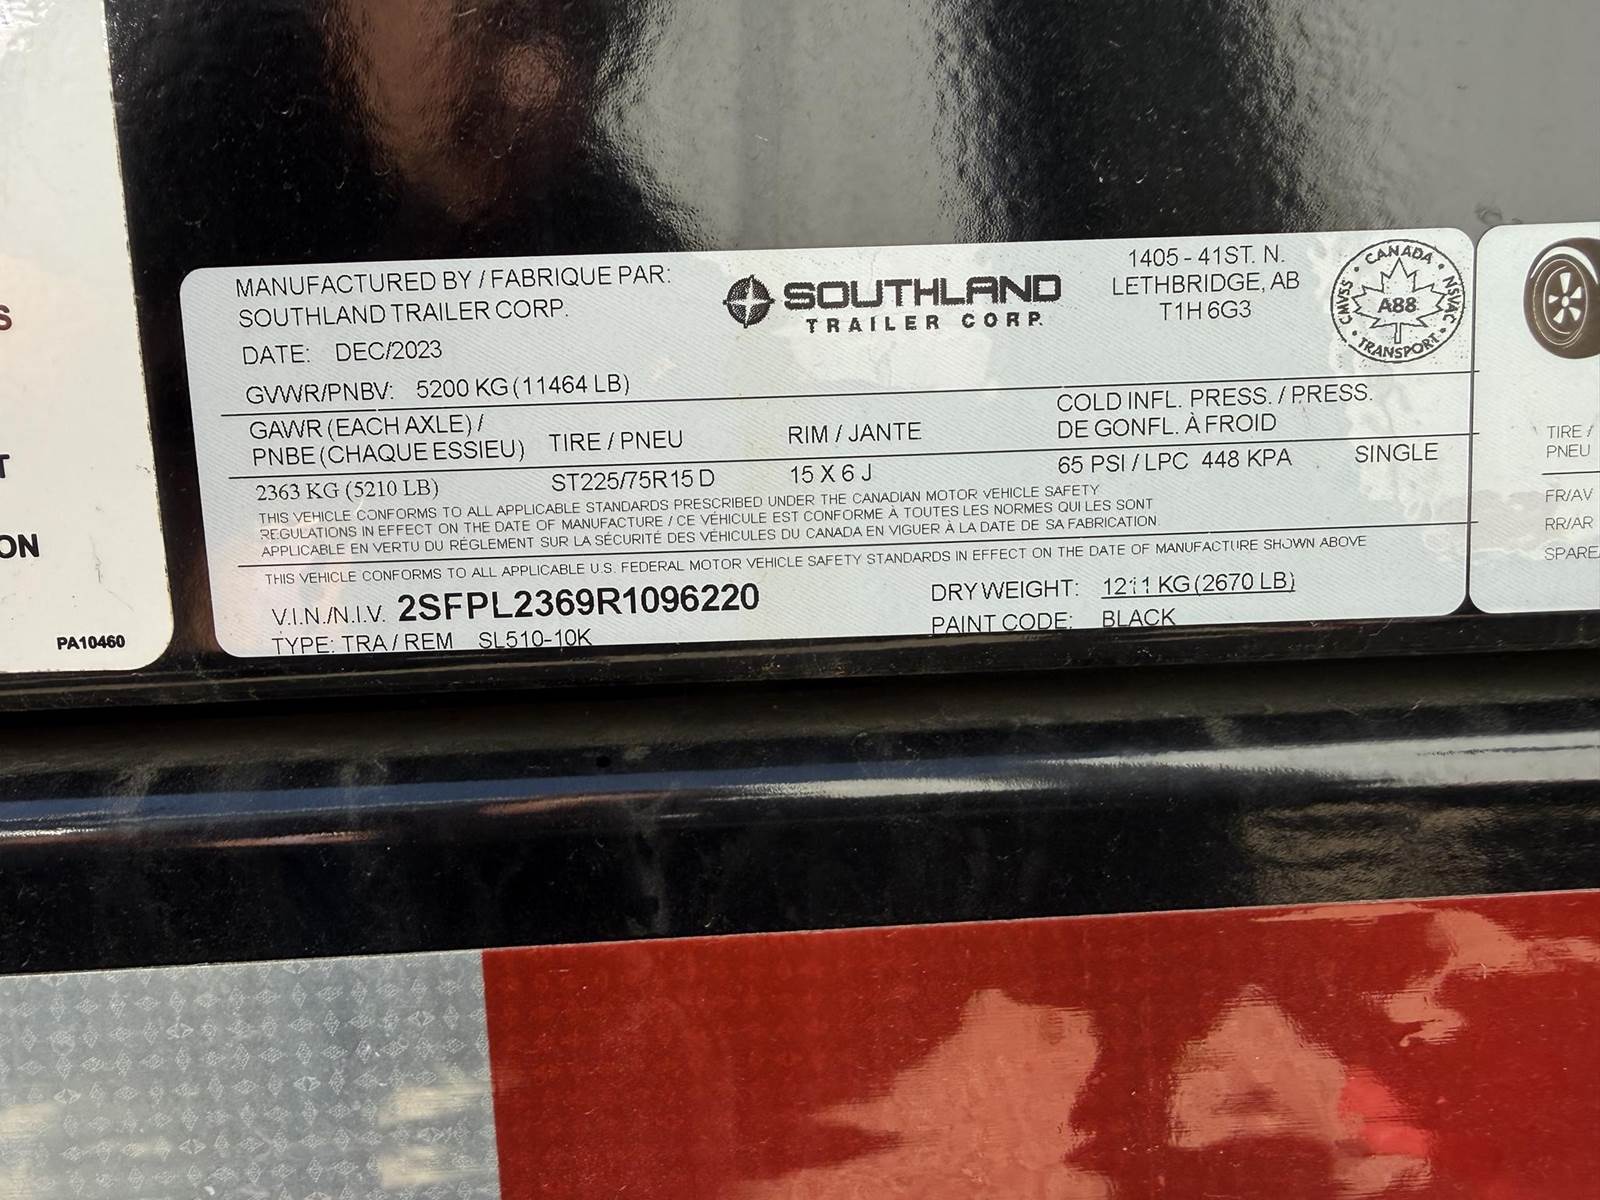 MANUFACTURED BY / FABRIQUE PAR:
SOUTHLAND TRAILER CORP.
DATE: DEC/2023
GVWR/PNBV: 5200 KG (11464 LB)
SOUTHLAND
TRAILER CORP.
1405 - 41ST. N.
LETHBRIDGE, AB
T1H 6G3
CANADA
CMVSS NSVAC
A88
TRANSPORT
GAWR (EACH AXLE) /
PNBE (CHAQUE ESSIEU)
TIRE / PNEU
RIM / JANTE
COLD INFL. PRESS. / PRESS.
DE GONFL. À FROID
2363 KG (5210 LB) ST225/75R15 D 15 X 6 J 65 PSI / LPC 448 KPA SINGLE
THIS VEHICLE CONFORMS TO ALL APPLICABLE STANDARDS PRESCRIBED UNDER THE CANADIAN MOTOR VEHICLE SAFETY
REGULATIONS IN EFFECT ON THE DATE OF MANUFACTURE / CE VÉHICULE EST CONFORME À TOUTES LES NORMES QUI LES SONT
APPLICABLE EN VERTU DU RÉGLEMENT SUR LA SÉCURITÉ DES VÉHICULES DU CANADA EN VIGUER À LA DATE DE SA FABRICATION.
THIS VEHICLE CONFORMS TO ALL APPLICABLE U.S. FEDERAL MOTOR VEHICLE SAFETY STANDARDS IN EFFECT ON THE DATE OF MANUFACTURE SHOWN ABOVE
V.I.N./N.I.V. 2SFPL2369R1096220
TYPE: TRA / REM SL510-10K
DRY WEIGHT: 1211 KG (2670 LB)
PAINT CODE: BLACK
S
T
ON
PA10460
TIRE /
PNEU
FR/AV
RR/AR
SPARE/